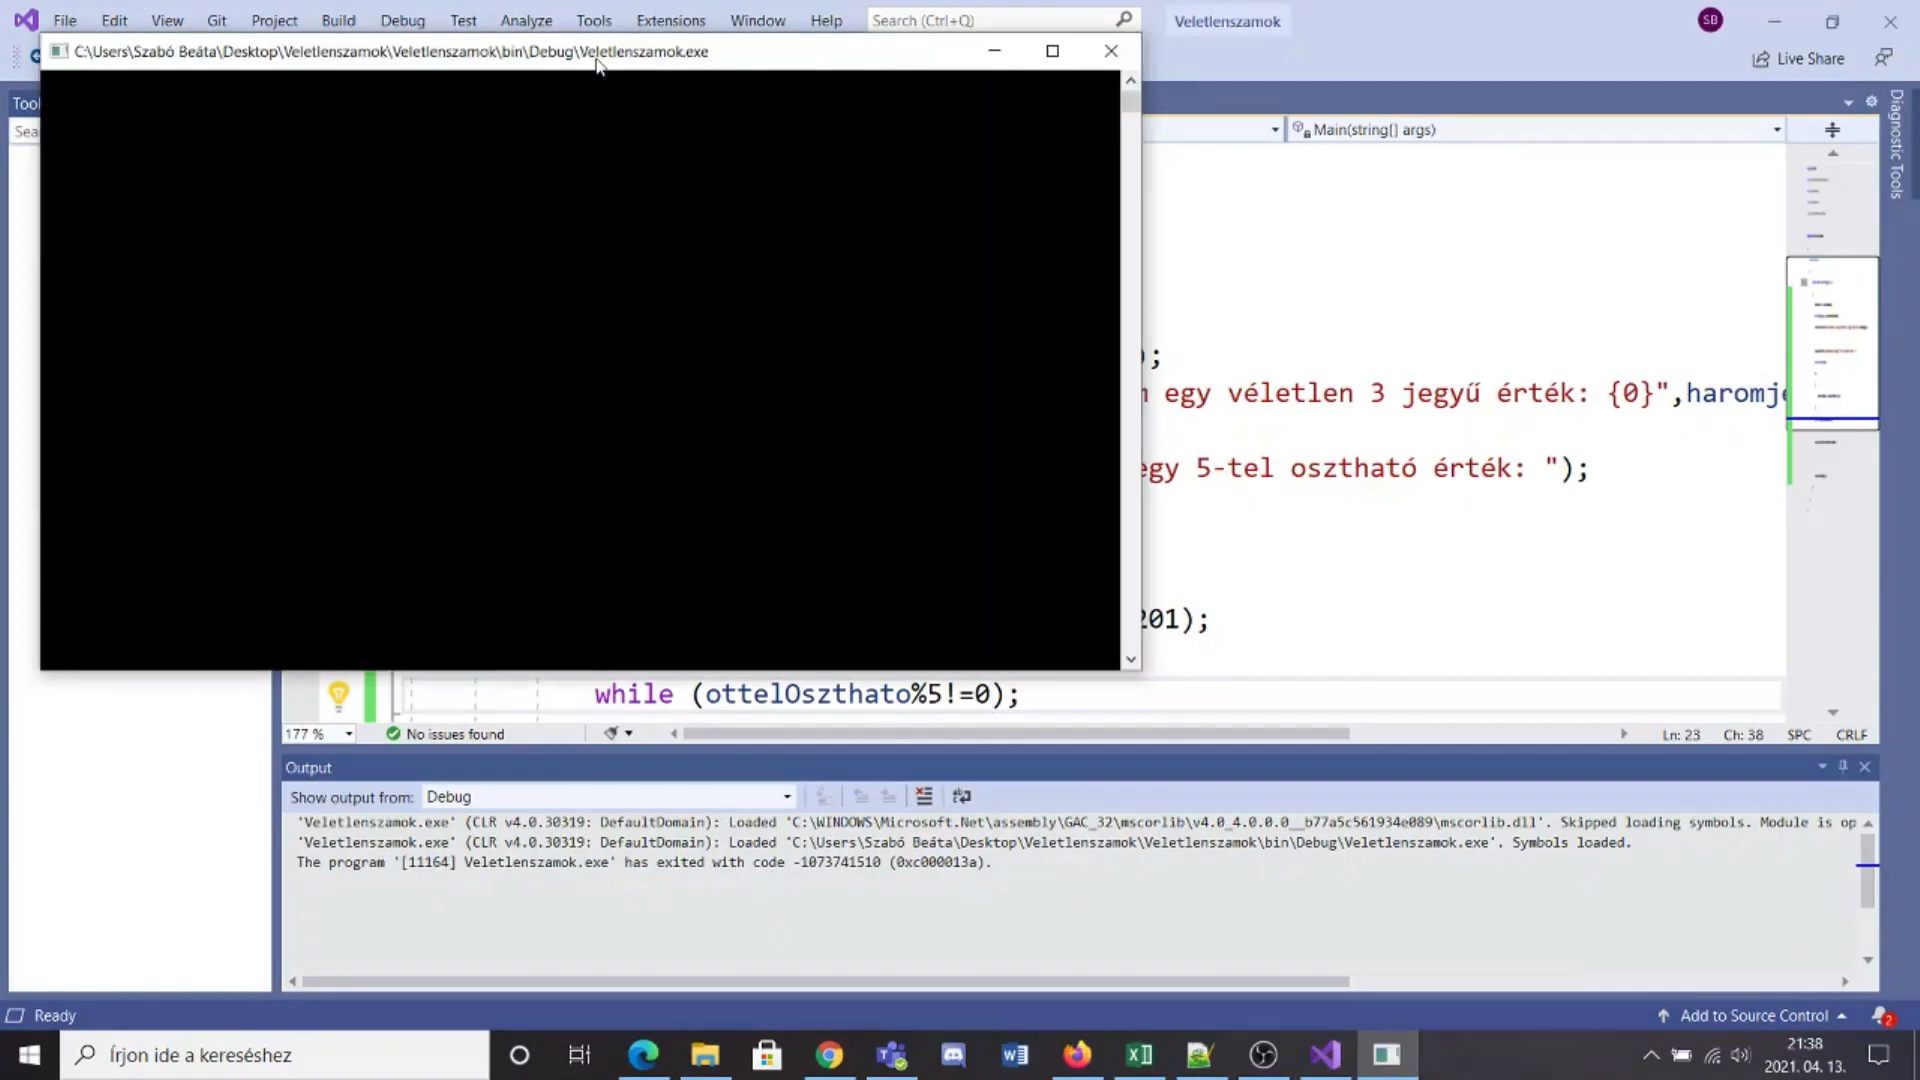 File Edit View Git Project Build Debug Test Analyze Tools Extensions Window Help Search (Ctrl+Q) Veletlenszamok SB
C:\Users\Szabó Beáta\Desktop\Veletlenszamok\Veletlenszamok\bin\Debug\Veletlenszamok.exe
Live Share
Tool
Sea
Main(string[] args)
Diagnostic Tools
);
egy véletlen 3 jegyű érték: {0}",haromje
egy 5-tel osztható érték: ");
201);
while (ottelOszthato%5!=0);
177 % No issues found Ln: 23 Ch: 38 SPC CRLF
Output
Show output from: Debug
'Veletlenszamok.exe' (CLR v4.0.30319: DefaultDomain): Loaded 'C:\WINDOWS\Microsoft.Net\assembly\GAC_32\mscorlib\v4.0_4.0.0.0__b77a5c561934e089\mscorlib.dll'. Skipped loading symbols. Module is op
'Veletlenszamok.exe' (CLR v4.0.30319: DefaultDomain): Loaded 'C:\Users\Szabó Beáta\Desktop\Veletlenszamok\Veletlenszamok\bin\Debug\Veletlenszamok.exe'. Symbols loaded.
The program '[11164] Veletlenszamok.exe' has exited with code -1073741510 (0xc000013a).
Ready Add to Source Control 2
Írjon ide a kereséshez 21:38
2021. 04. 13.